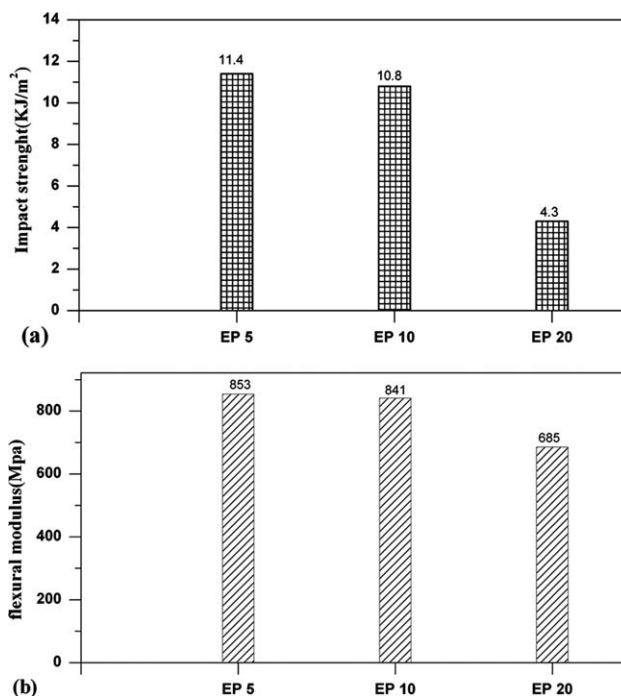 14
12
10
8
6
4
2
0
Impact strenght(KJ/m²)
11.4
10.8
4.3
EP 5
EP 10
EP 20
(a)
800
600
400
200
0
flexural modulus(Mpa)
853
841
685
EP 5
EP 10
EP 20
(b)